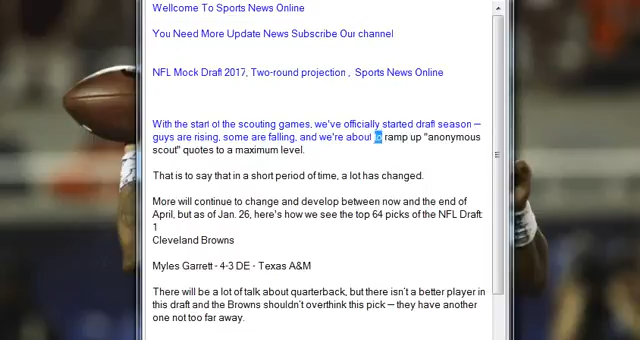 Wellcome To Sports News Online
You Need More Update News Subscribe Our channel
NFL Mock Draft 2017, Two-round projection , Sports News Online
With the start of the scouting games, we've officially started draft season —
guys are rising, some are falling, and we're about to ramp up "anonymous
scout" quotes to a maximum level.
That is to say that in a short period of time, a lot has changed.
More will continue to change and develop between now and the end of
April, but as of Jan. 26, here's how we see the top 64 picks of the NFL Draft:
1
Cleveland Browns
Myles Garrett - 4-3 DE - Texas A&M
There will be a lot of talk about quarterback, but there isn't a better player in
this draft and the Browns shouldn't overthink this pick — they have another
one not too far away.